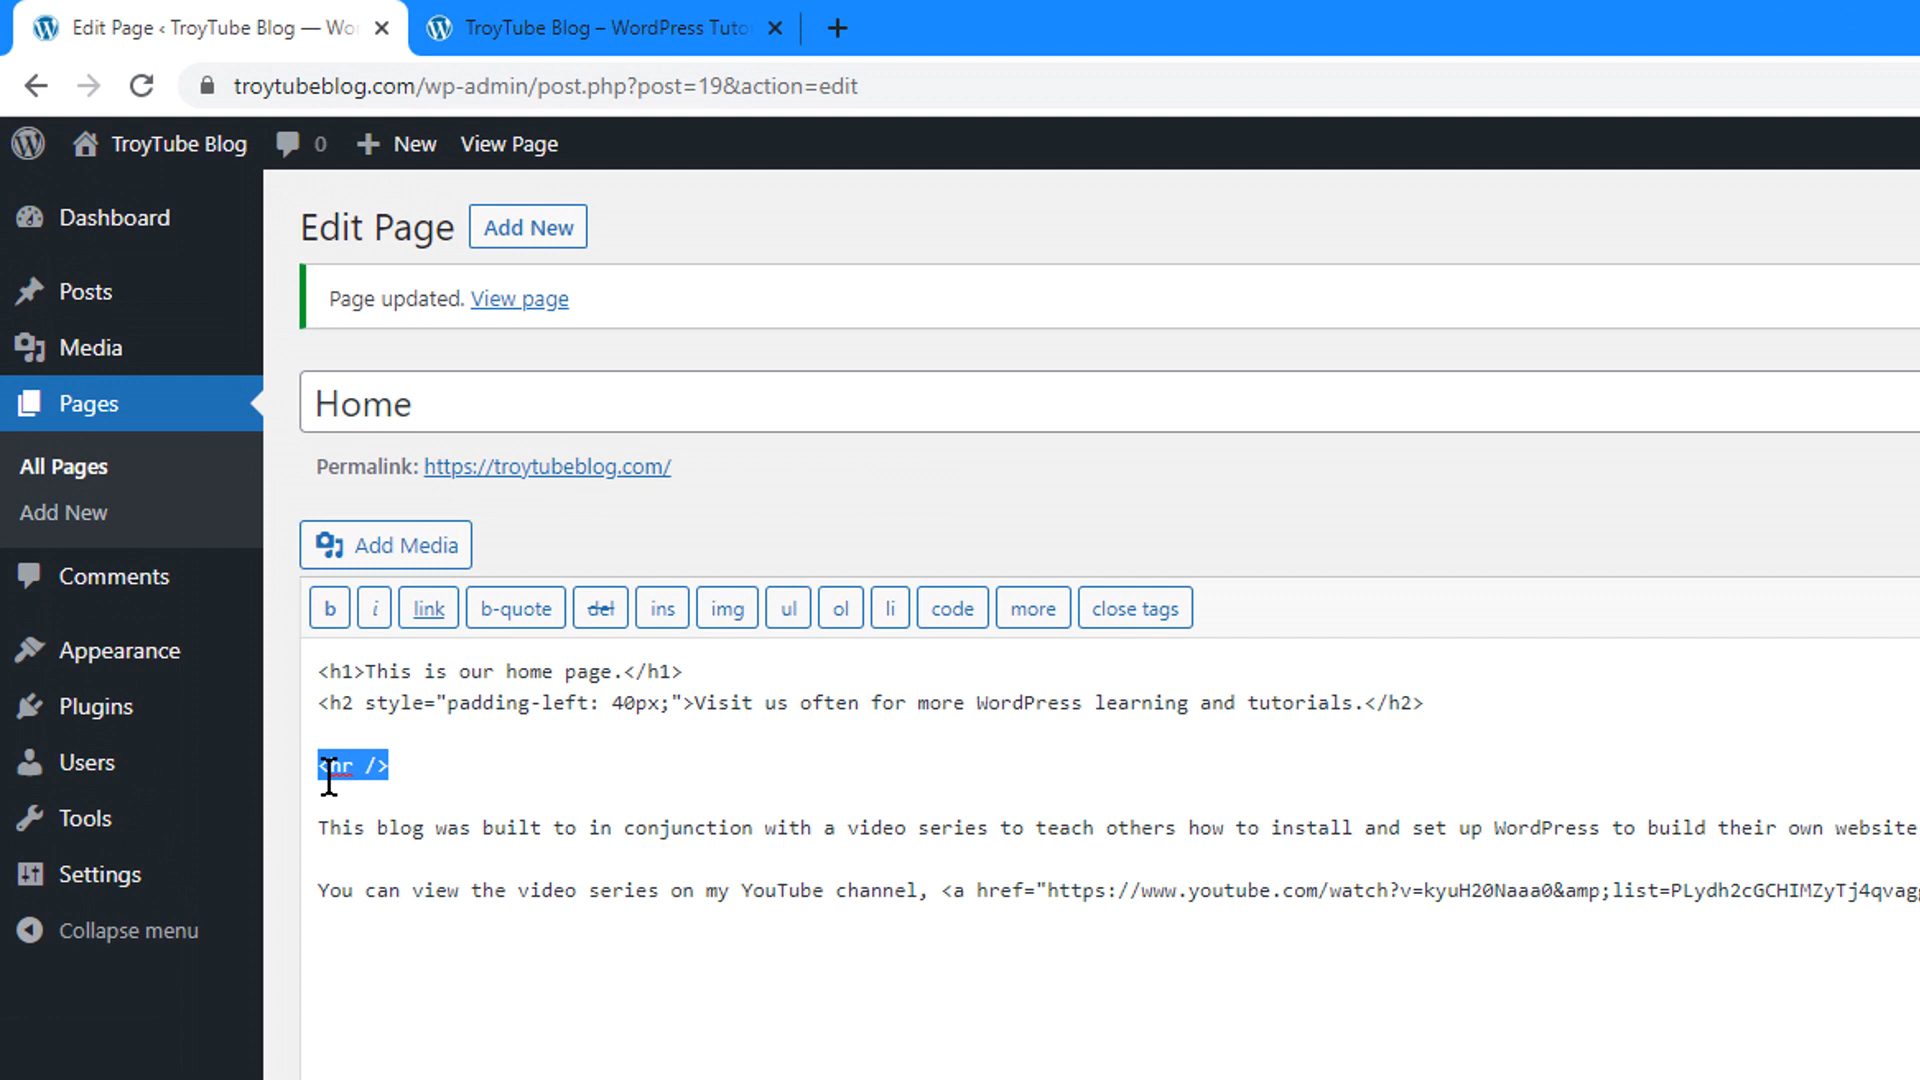 Edit Page ‹ TroyTube Blog — Wo
TroyTube Blog – WordPress Tuto
troytubeblog.com/wp-admin/post.php?post=19&action=edit
TroyTube Blog 0 New View Page
Dashboard
Posts
Media
Pages
All Pages
Add New
Comments
Appearance
Plugins
Users
Tools
Settings
Collapse menu
Edit Page Add New
Page updated. View page
Home
Permalink: https://troytubeblog.com/
Add Media
b i link b-quote del ins img ul ol li code more close tags
<h1>This is our home page.</h1>
<h2 style="padding-left: 40px;">Visit us often for more WordPress learning and tutorials.</h2>
<hr />
This blog was built to in conjunction with a video series to teach others how to install and set up WordPress to build their own website
You can view the video series on my YouTube channel, <a href="https://www.youtube.com/watch?v=kyuH20Naaa0&amp;list=PLydh2cGCHIMZyTj4qvagg